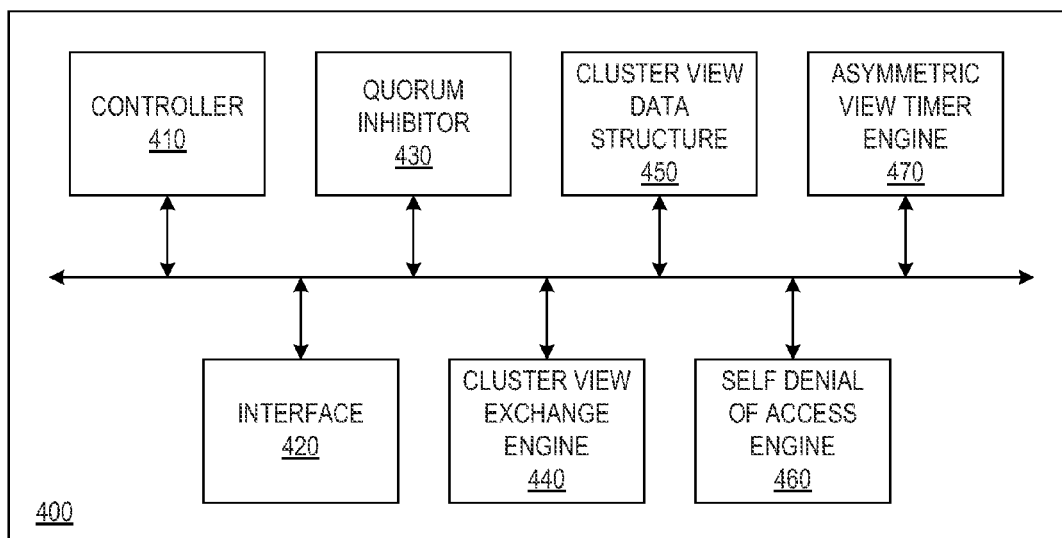 CONTROLLER
410
QUORUM
INHIBITOR
430
CLUSTER VIEW
DATA
STRUCTURE
450
ASYMMETRIC
VIEW TIMER
ENGINE
470
INTERFACE
420
CLUSTER VIEW
EXCHANGE
ENGINE
440
SELF DENIAL
OF ACCESS
ENGINE
460
400